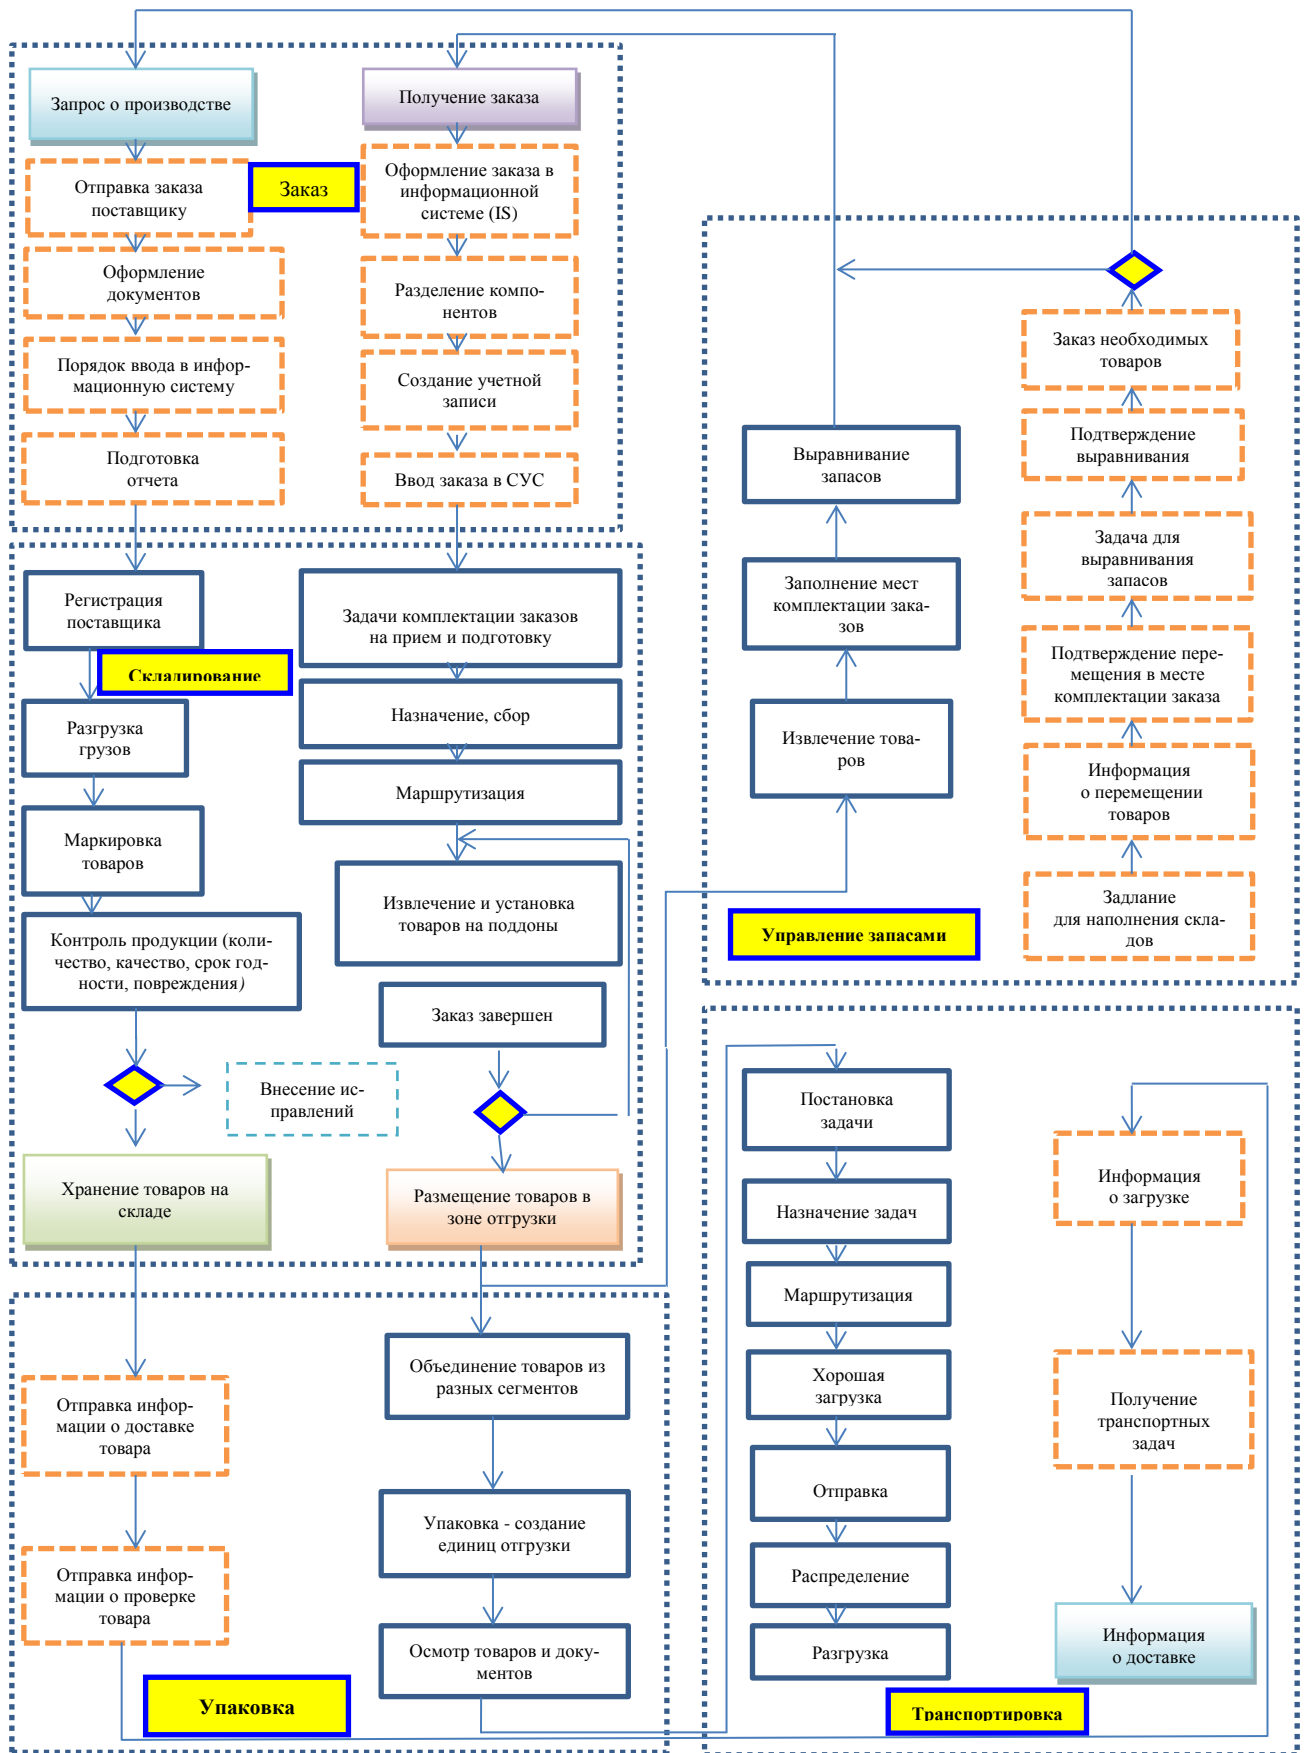 Запрос о производстве
Отправка заказа
поставщику
Оформление
документов
Порядок ввода в инфор-
мационную систему
Подготовка
отчета
Заказ
Получение заказа
Оформление заказа в
информационной
системе (IS)
Разделение компо-
нентов
Создание учетной
записи
Ввод заказа в СУС
Регистрация
поставщика
Складирование
Разгрузка
грузов
Маркировка
товаров
Контроль продукции (коли-
чество, качество, срок год-
ности, повреждения)
Внесение ис-
правлений
Хранение товаров на
складе
Задачи комплектации заказов
на прием и подготовку
Назначение, сбор
Маршрутизация
Извлечение и установка
товаров на поддоны
Заказ завершен
Размещение товаров в
зоне отгрузки
Отправка инфор-
мации о доставке
товара
Отправка инфор-
мации о проверке
товара
Упаковка
Объединение товаров из
разных сегментов
Упаковка - создание
единиц отгрузки
Осмотр товаров и доку-
ментов
Выравнивание
запасов
Заполнение мест
комплектации зака-
зов
Извлечение това-
ров
Управление запасами
Заказ необходимых
товаров
Подтверждение
выравнивания
Задача для
выравнивания
запасов
Подтверждение пере-
мещения в месте
комплектации заказа
Информация
о перемещении
товаров
Задлание
для наполнения скла-
дов
Постановка
задачи
Назначение задач
Маршрутизация
Хорошая
загрузка
Отправка
Распределение
Разгрузка
Информация
о загрузке
Получение
транспортных
задач
Информация
о доставке
Транспортировка